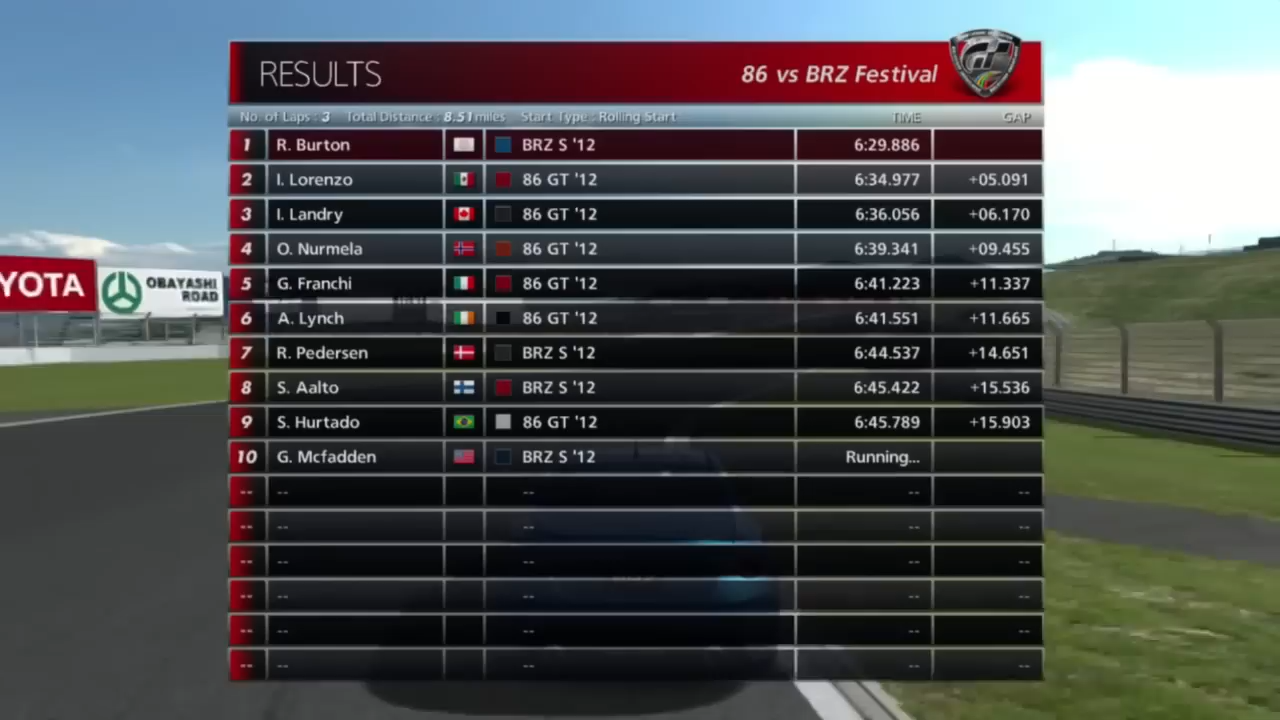 RESULTS 86 vs BRZ Festival
No. of Laps : 3 Total Distance : 8.51 miles Start Type : Rolling Start TIME GAP
1 R. Burton BRZ S '12 6:29.886
2 I. Lorenzo 86 GT '12 6:34.977 +05.091
3 I. Landry 86 GT '12 6:36.056 +06.170
4 O. Nurmela 86 GT '12 6:39.341 +09.455
5 G. Franchi 86 GT '12 6:41.223 +11.337
6 A. Lynch 86 GT '12 6:41.551 +11.665
7 R. Pedersen BRZ S '12 6:44.537 +14.651
8 S. Aalto BRZ S '12 6:45.422 +15.536
9 S. Hurtado 86 GT '12 6:45.789 +15.903
10 G. Mcfadden BRZ S '12 Running...
-- -- -- -- --
-- -- -- -- --
-- -- -- -- --
-- -- -- -- --
-- -- -- -- --
-- -- -- -- --
YOTA
OBAYASHI
ROAD